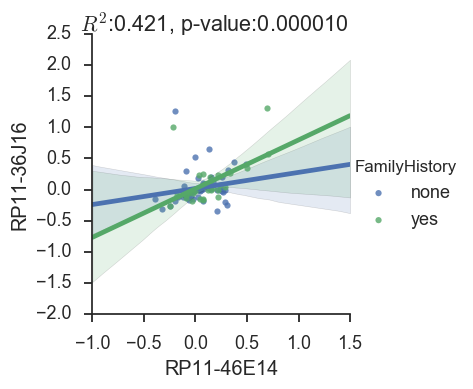 R²:0.421, p-value:0.000010
2.5
2.0
1.5
1.0
0.5
0.0
−0.5
−1.0
−1.5
−2.0
RP11-36J16
FamilyHistory
none
yes
−1.0 −0.5 0.0 0.5 1.0 1.5
RP11-46E14